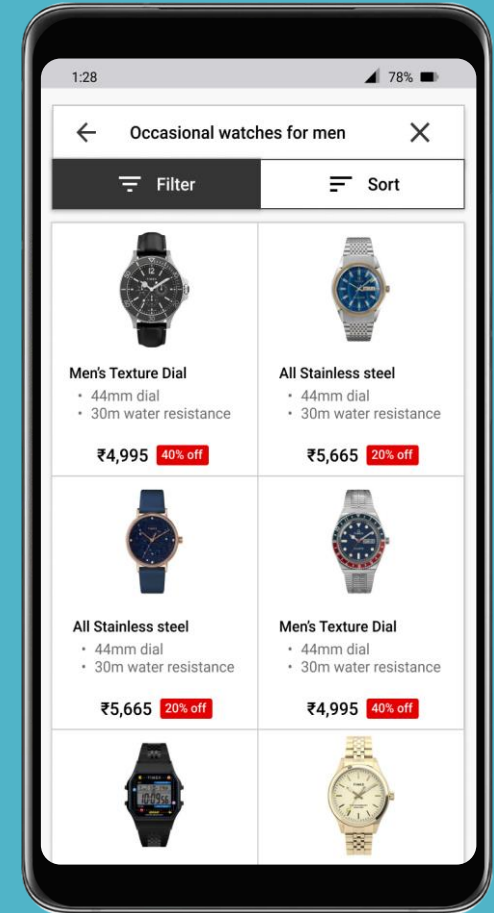 1:28 78%
Occasional watches for men
Filter Sort
Men's Texture Dial
• 44mm dial
• 30m water resistance
₹4,995 40% off
All Stainless steel
• 44mm dial
• 30m water resistance
₹5,665 20% off
All Stainless steel
• 44mm dial
• 30m water resistance
₹5,665 20% off
Men's Texture Dial
• 44mm dial
• 30m water resistance
₹4,995 40% off
TIMEX
TIMEX